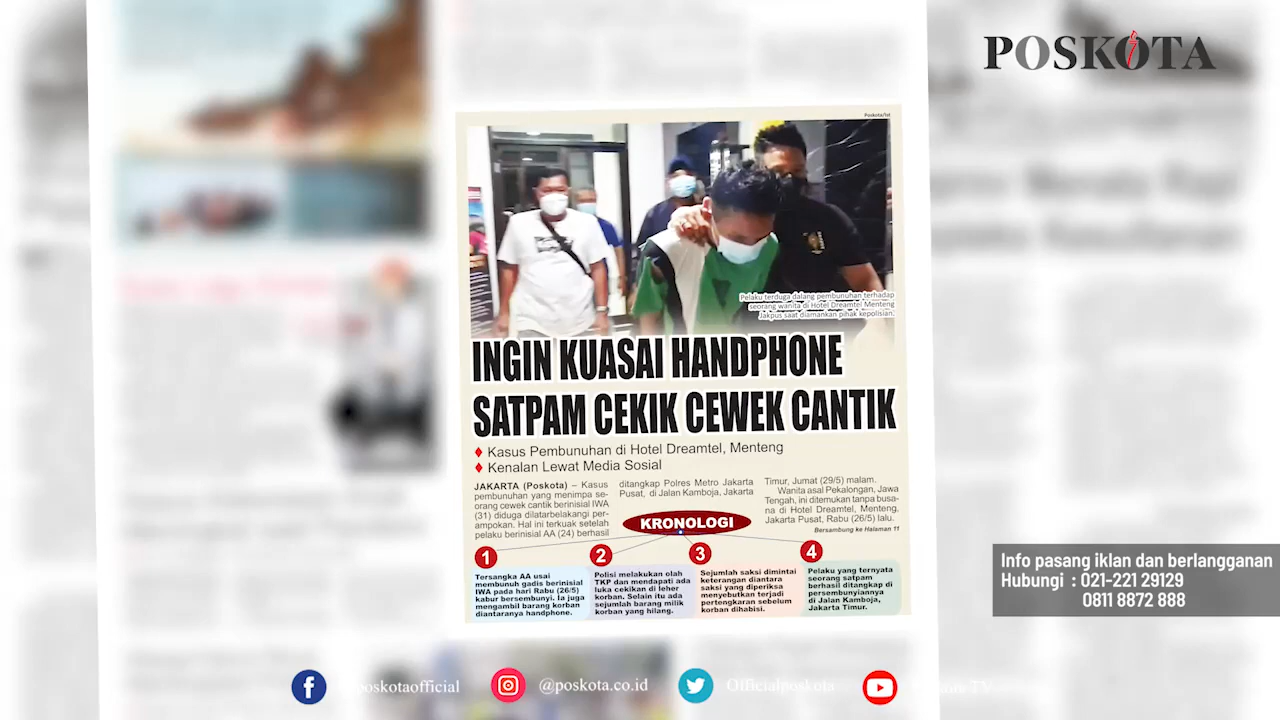 POSKOTA
Poskota/Ist
Pelaku terduga dalang pembunuhan terhadap
seorang wanita di Hotel Dreamtel Menteng
Jakpus saat diamankan pihak kepolisian.
INGIN KUASAI HANDPHONE
SATPAM CEKIK CEWEK CANTIK
Kasus Pembunuhan di Hotel Dreamtel, Menteng
Kenalan Lewat Media Sosial
JAKARTA (Poskota) – Kasus
pembunuhan yang menimpa se-
orang cewek cantik berinisial IWA
(31) diduga dilatarbelakangi per-
ampokan. Hal ini terkuak setelah
pelaku berinisial AA (24) berhasil
ditangkap Polres Metro Jakarta
Pusat, di Jalan Kamboja, Jakarta
Timur, Jumat (29/5) malam.
Wanita asal Pekalongan, Jawa
Tengah, ini ditemukan tanpa busa-
na di Hotel Dreamtel, Menteng,
Jakarta Pusat, Rabu (26/5) lalu.
Bersambung ke Halaman 11
KRONOLOGI
1
Tersangka AA usai
membunuh gadis berinisial
IWA pada hari Rabu (26/5)
kabur bersembunyi. Ia juga
mengambil barang korban
diantaranya handphone.
2
Polisi melakukan olah
TKP dan mendapati ada
luka cekikan di leher
korban. Selain itu ada
sejumlah barang milik
korban yang hilang.
3
Sejumlah saksi dimintai
keterangan diantara
saksi yang diperiksa
menyebutkan terjadi
pertengkaran sebelum
korban dihabisi.
4
Pelaku yang ternyata
seorang satpam
berhasil ditangkap di
persembunyiannya
di Jalan Kamboja,
Jakarta Timur.
Info pasang iklan dan berlangganan
Hubungi : 021-221 29129
0811 8872 888
poskotaofficial
@poskota.co.id
Officialposkota
TV